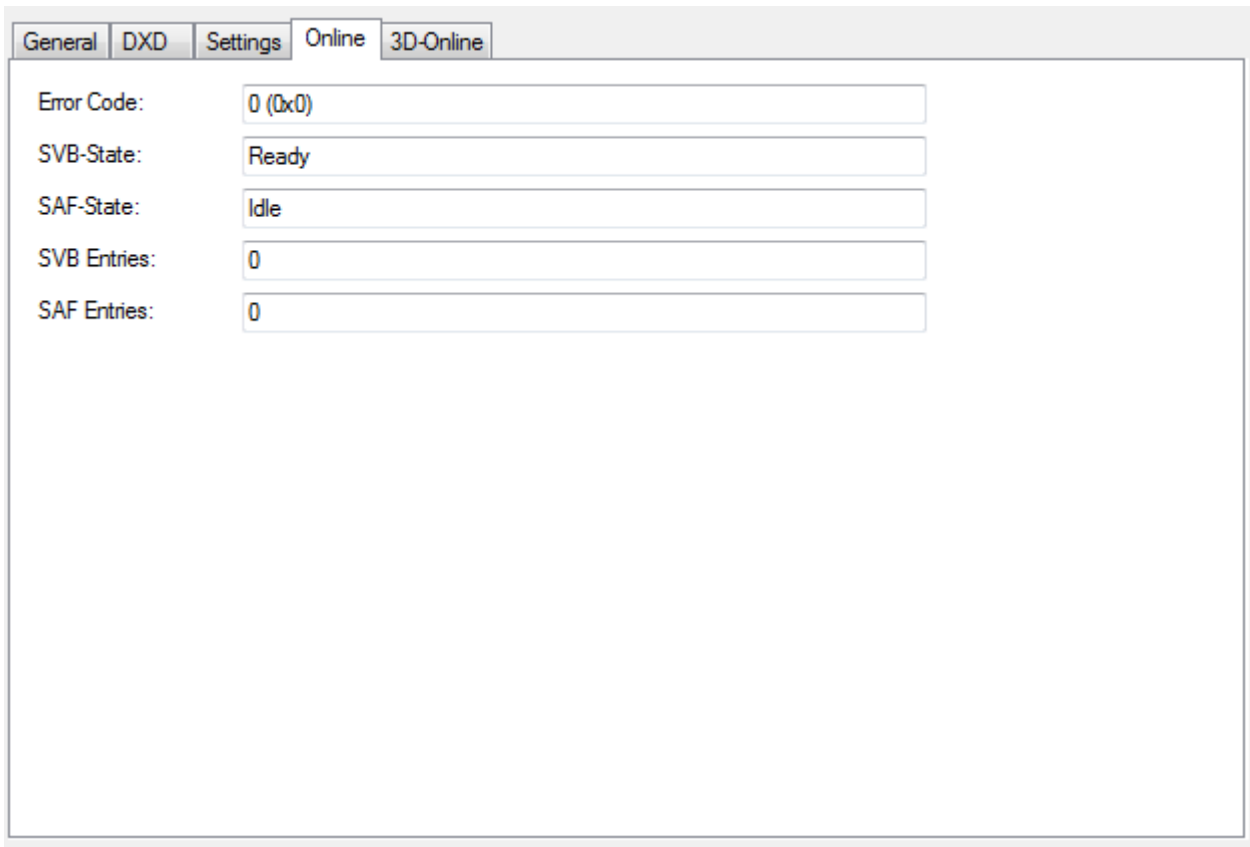 General DXD Settings Online 3D-Online
Error Code: 0 (0x0)
SVB-State: Ready
SAF-State: Idle
SVB Entries: 0
SAF Entries: 0